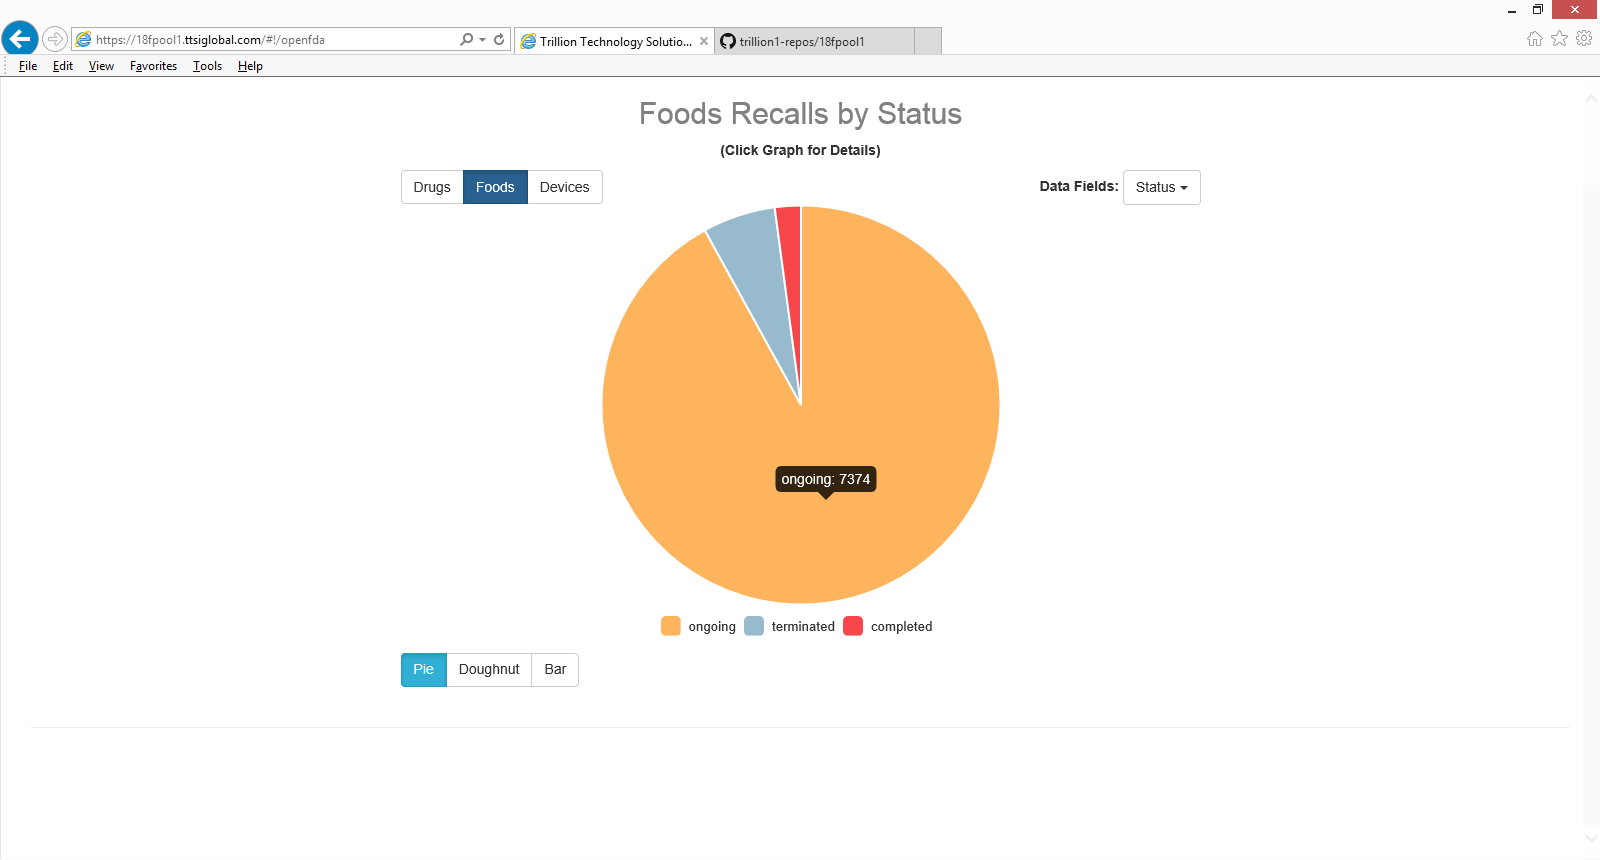 https://18fpool1.ttsiglobal.com/#!/openfda
Trillion Technology Solutio...
trillion1-repos/18fpool1
File Edit View Favorites Tools Help
Foods Recalls by Status
(Click Graph for Details)
Drugs Foods Devices
Data Fields: Status
ongoing: 7374
ongoing terminated completed
Pie Doughnut Bar